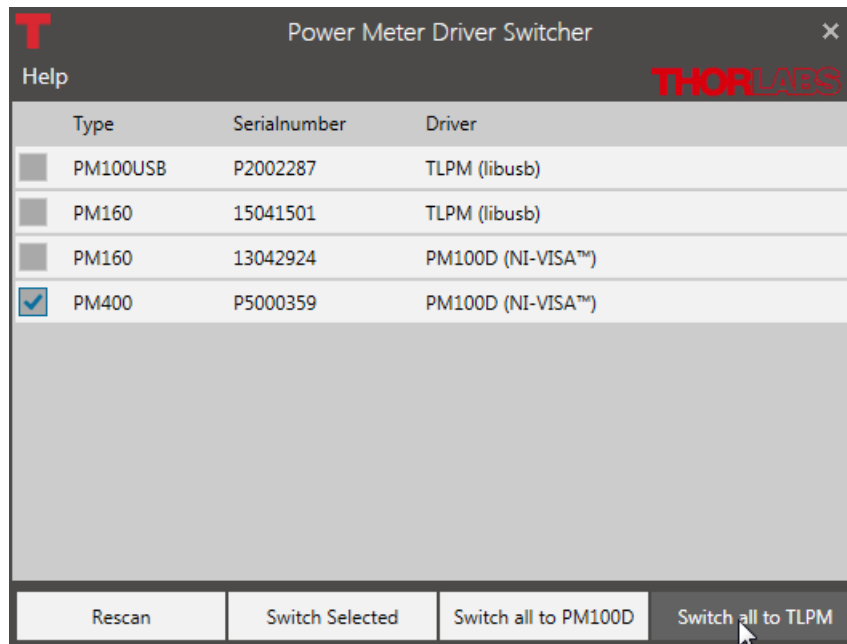 Power Meter Driver Switcher
Help
THORLABS
Type Serialnumber Driver
PM100USB P2002287 TLPM (libusb)
PM160 15041501 TLPM (libusb)
PM160 13042924 PM100D (NI-VISA™)
PM400 P5000359 PM100D (NI-VISA™)
Rescan Switch Selected Switch all to PM100D Switch all to TLPM